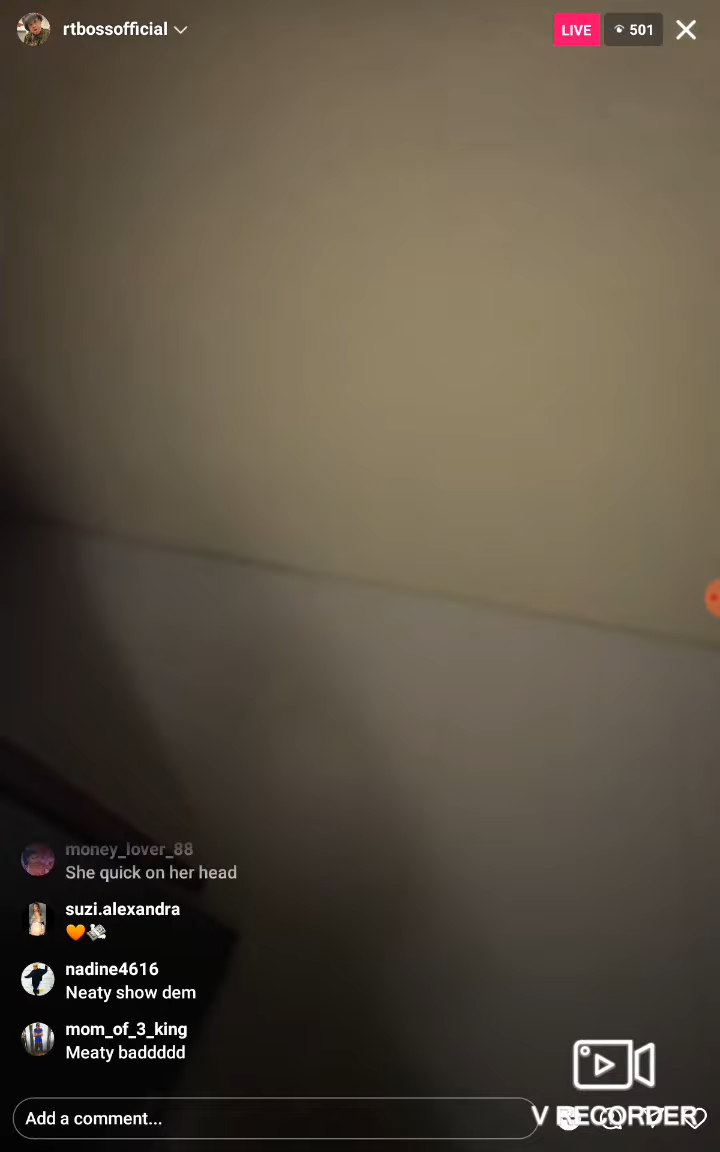 rtbossofficial
LIVE
501
money_lover_88
She quick on her head
suzi.alexandra
🧡💸
nadine4616
Neaty show dem
mom_of_3_king
Meaty baddddd
Add a comment...
V RECORDER